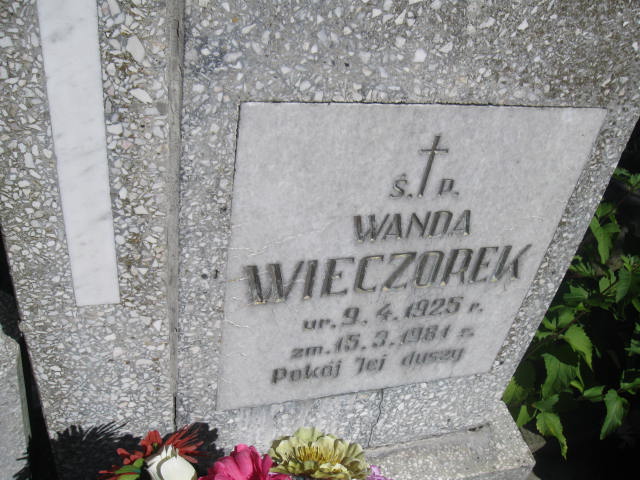 Ś. p.
WANDA
WIECZOREK
ur. 9. 4. 1925 r.
zm. 15. 3. 1981 r.
Pokój Jej duszy